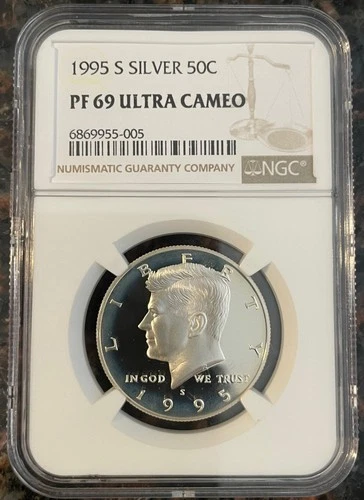 1995 S SILVER 50C
PF 69 ULTRA CAMEO
6869955-005
NUMISMATIC GUARANTY COMPANY NGC®
LIBERTY
IN GOD WE TRUST
S
1995